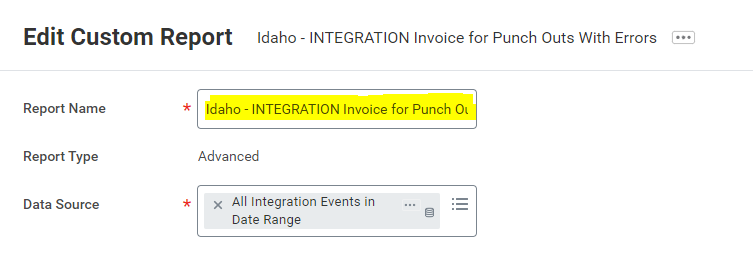 Edit Custom Report Idaho - INTEGRATION Invoice for Punch Outs With Errors
Report Name * Idaho - INTEGRATION Invoice for Punch Ou
Report Type Advanced
Data Source * All Integration Events in
Date Range